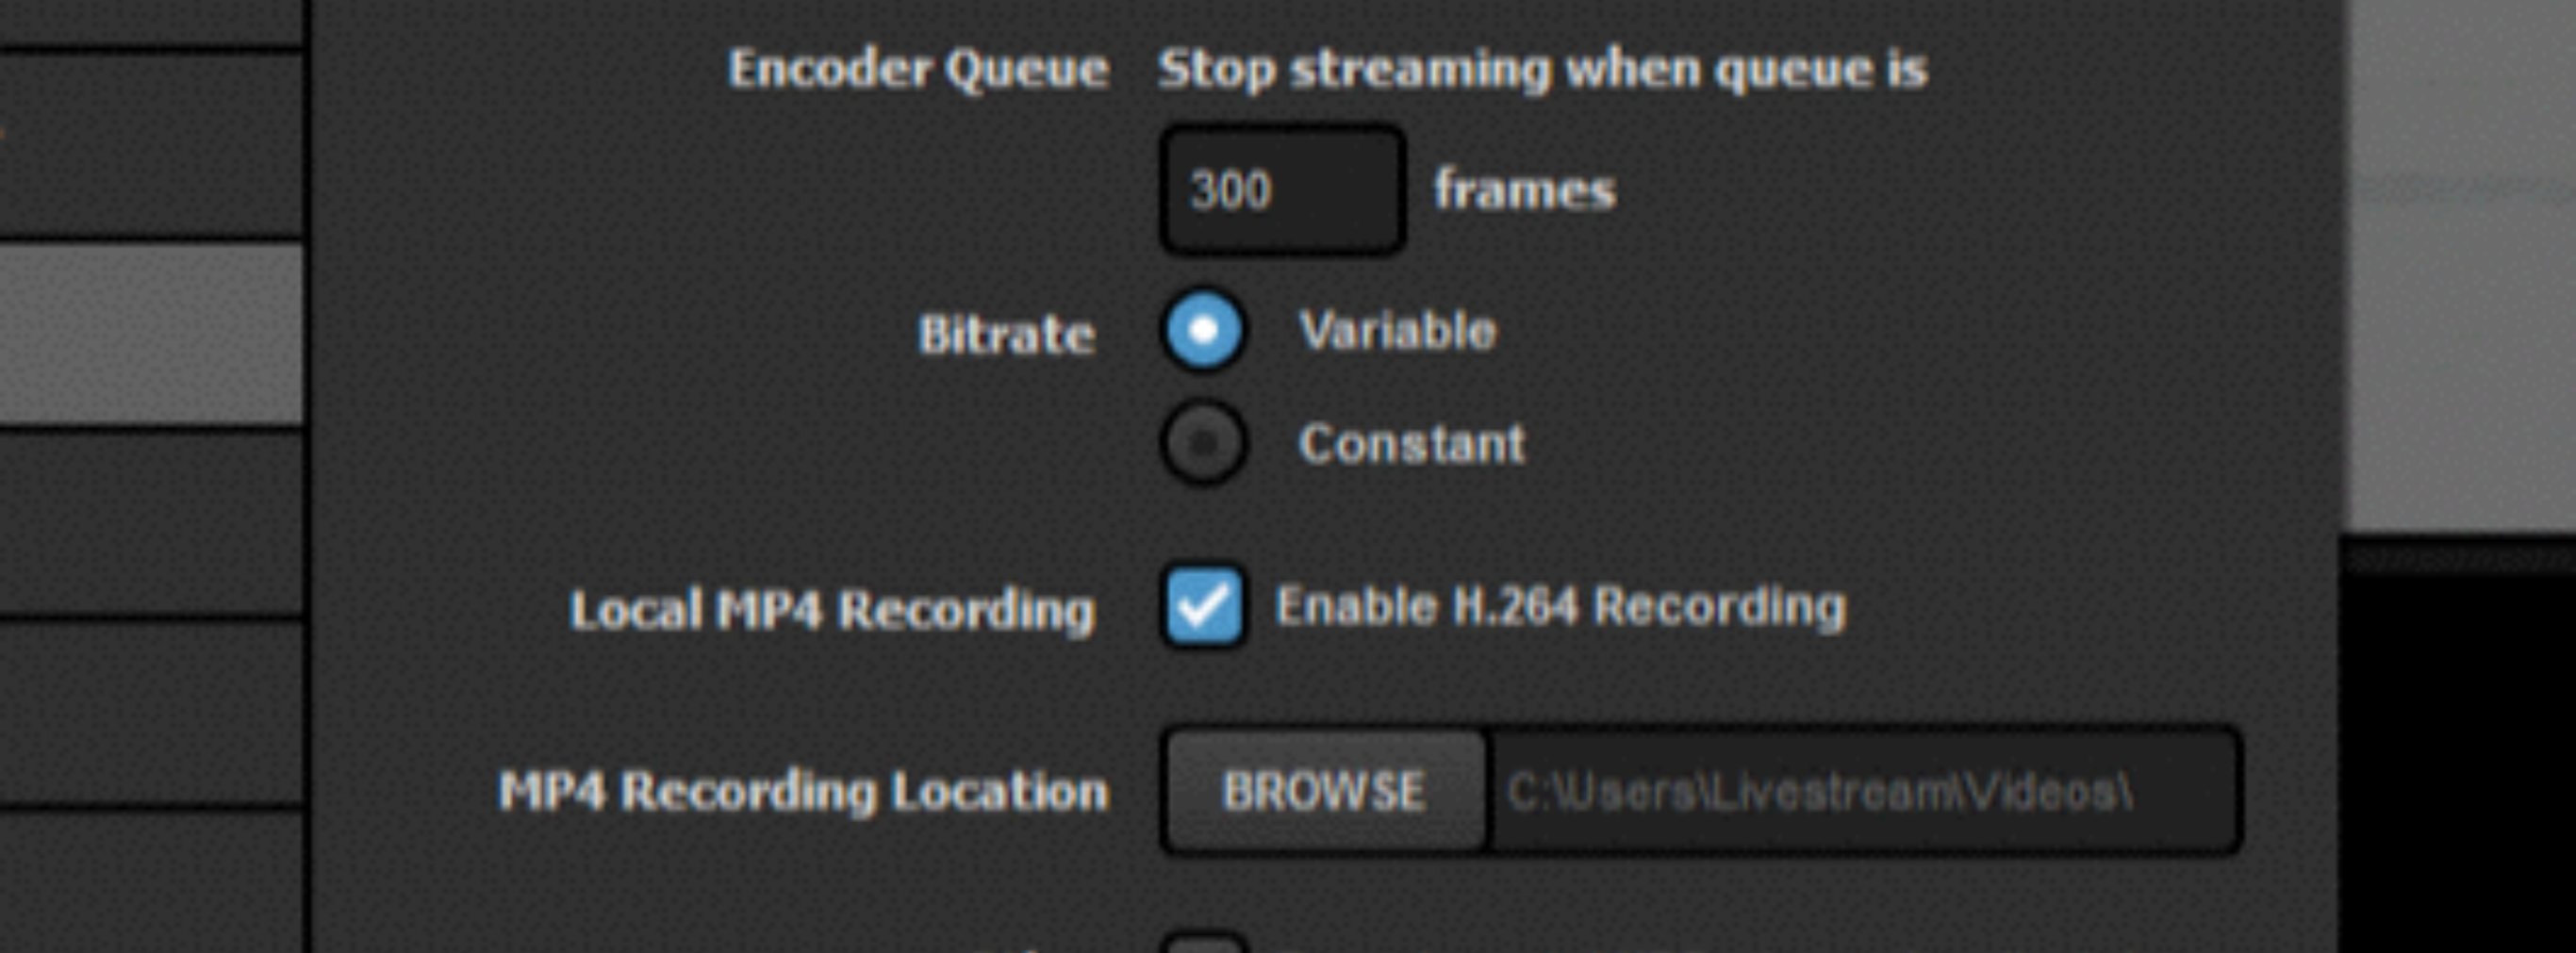 Encoder Queue Stop streaming when queue is
300 frames
Bitrate Variable
Constant
Local MP4 Recording Enable H.264 Recording
MP4 Recording Location BROWSE C:\Users\Livestream\Videos\